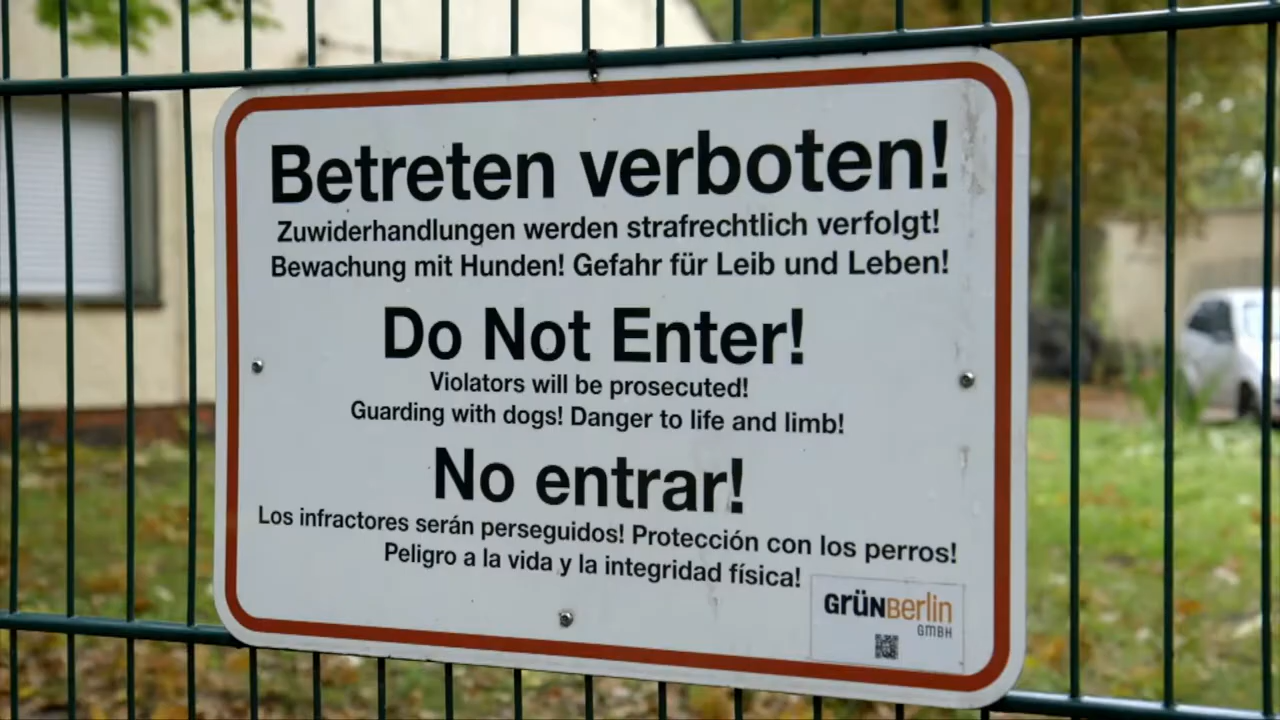 Betreten verboten!
Zuwiderhandlungen werden strafrechtlich verfolgt!
Bewachung mit Hunden! Gefahr für Leib und Leben!
Do Not Enter!
Violators will be prosecuted!
Guarding with dogs! Danger to life and limb!
No entrar!
Los infractores serán perseguidos! Protección con los perros!
Peligro a la vida y la integridad física!
GRÜNBerlin
GMBH